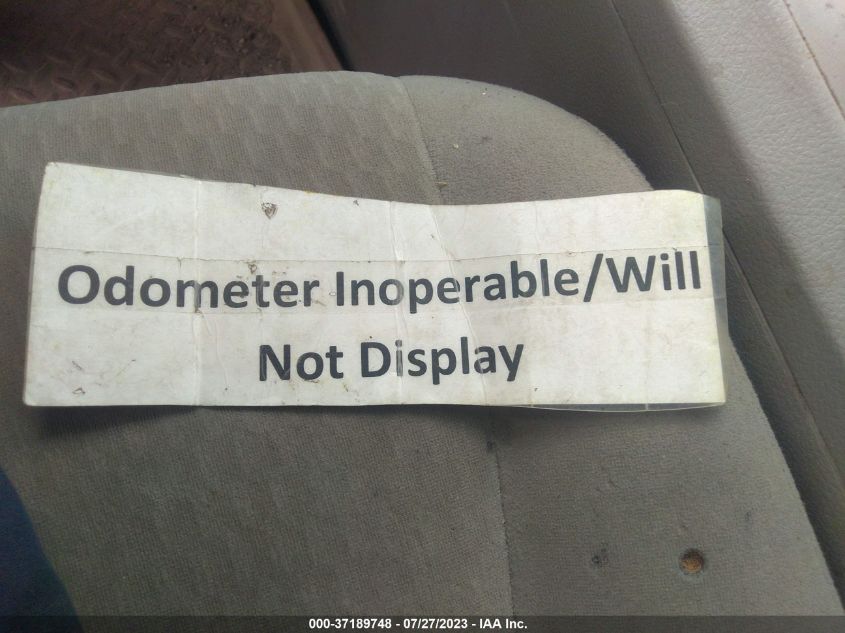 Odometer Inoperable/Will
Not Display
000-37189748 - 07/27/2023 - IAA Inc.